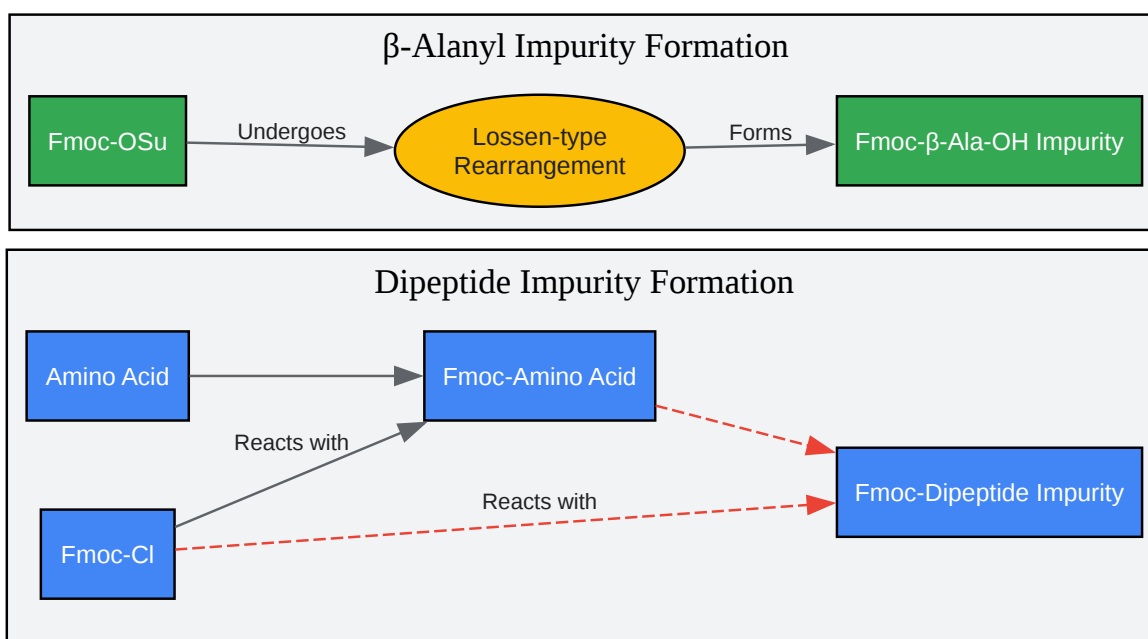 β-Alanyl Impurity Formation
Fmoc-OSu
Undergoes
Lossen-type
Rearrangement
Forms
Fmoc-β-Ala-OH Impurity
Dipeptide Impurity Formation
Amino Acid
Fmoc-Amino Acid
Reacts with
Fmoc-Cl
Reacts with
Fmoc-Dipeptide Impurity